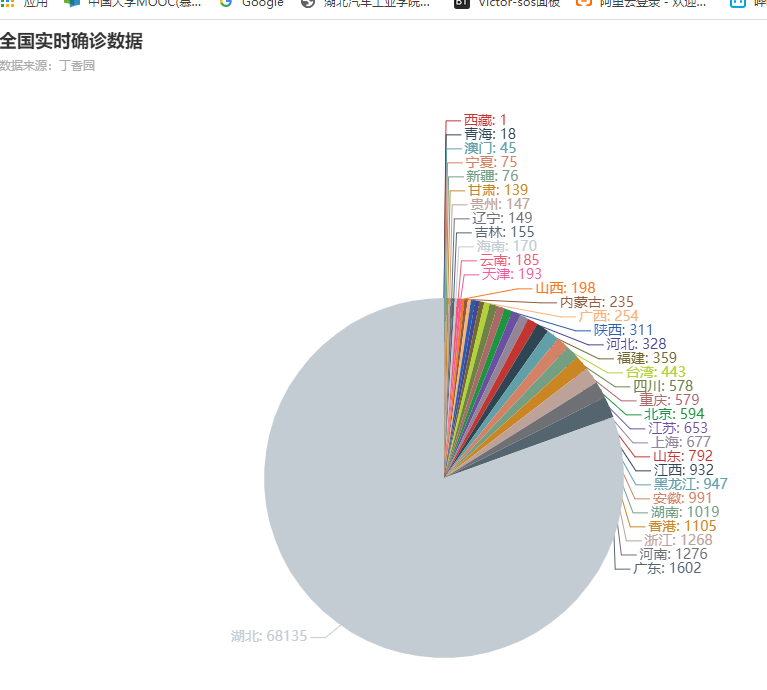 应用
中国大学MOOC(慕...
Google
湖北汽车工业学院...
BT
Victor-sos面板
阿里云登录 - 欢迎...
全国实时确诊数据
数据来源：丁香园
西藏: 1
青海: 18
澳门: 45
宁夏: 75
新疆: 76
甘肃: 139
贵州: 147
辽宁: 149
吉林: 155
海南: 170
云南: 185
天津: 193
山西: 198
内蒙古: 235
广西: 254
陕西: 311
河北: 328
福建: 359
台湾: 443
四川: 578
重庆: 579
北京: 594
江苏: 653
上海: 677
山东: 792
江西: 932
黑龙江: 947
安徽: 991
湖南: 1019
香港: 1105
浙江: 1268
河南: 1276
广东: 1602
湖北: 68135